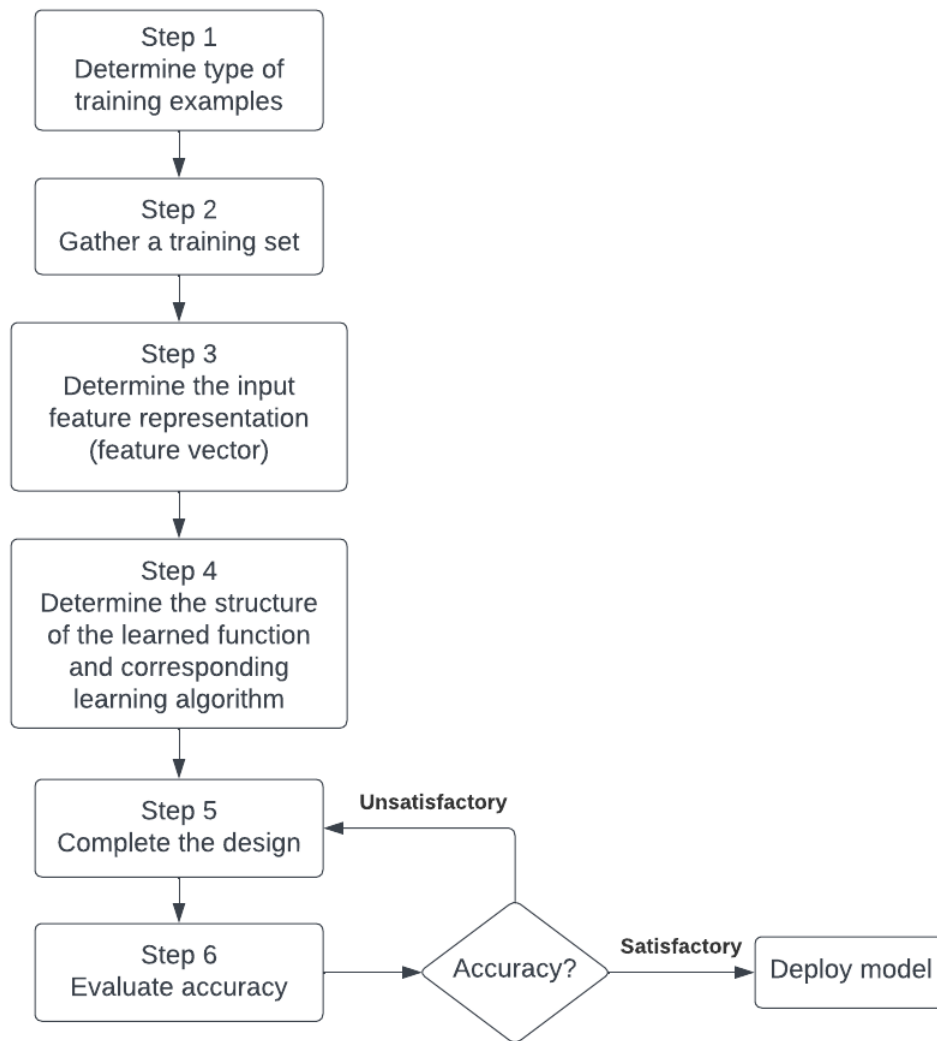 Step 1
Determine type of
training examples
Step 2
Gather a training set
Step 3
Determine the input
feature representation
(feature vector)
Step 4
Determine the structure
of the learned function
and corresponding
learning algorithm
Step 5
Complete the design
Unsatisfactory
Step 6
Evaluate accuracy
Accuracy?
Satisfactory
Deploy model